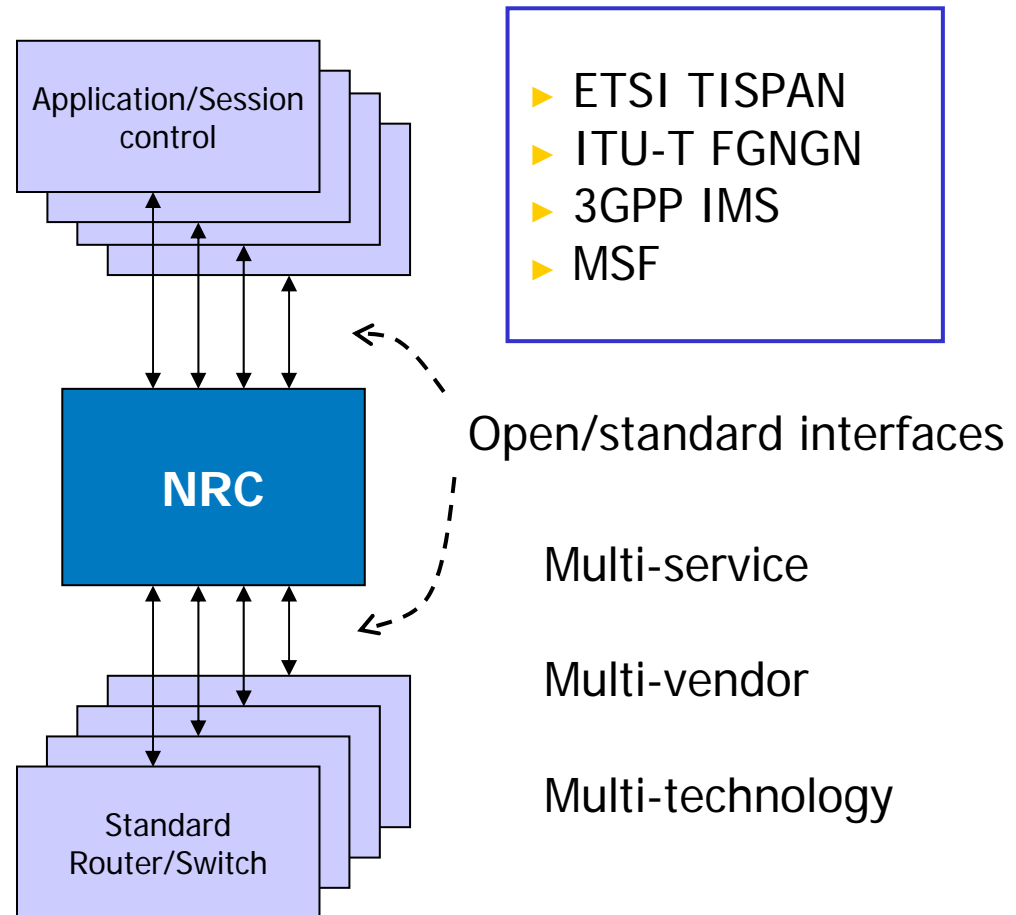 Application/Session
control
► ETSI TISPAN
► ITU-T FGNGN
► 3GPP IMS
► MSF
NRC
Open/standard interfaces
Multi-service
Multi-vendor
Multi-technology
Standard
Router/Switch